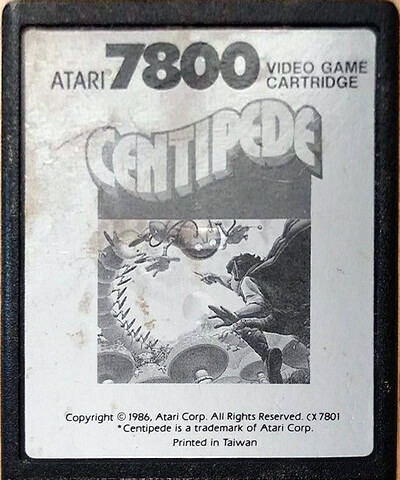 ATARI® 7800 VIDEO GAME CARTRIDGE
CENTIPEDE
Copyright © 1986, Atari Corp. All Rights Reserved. CX7801
*Centipede is a trademark of Atari Corp.
Printed in Taiwan